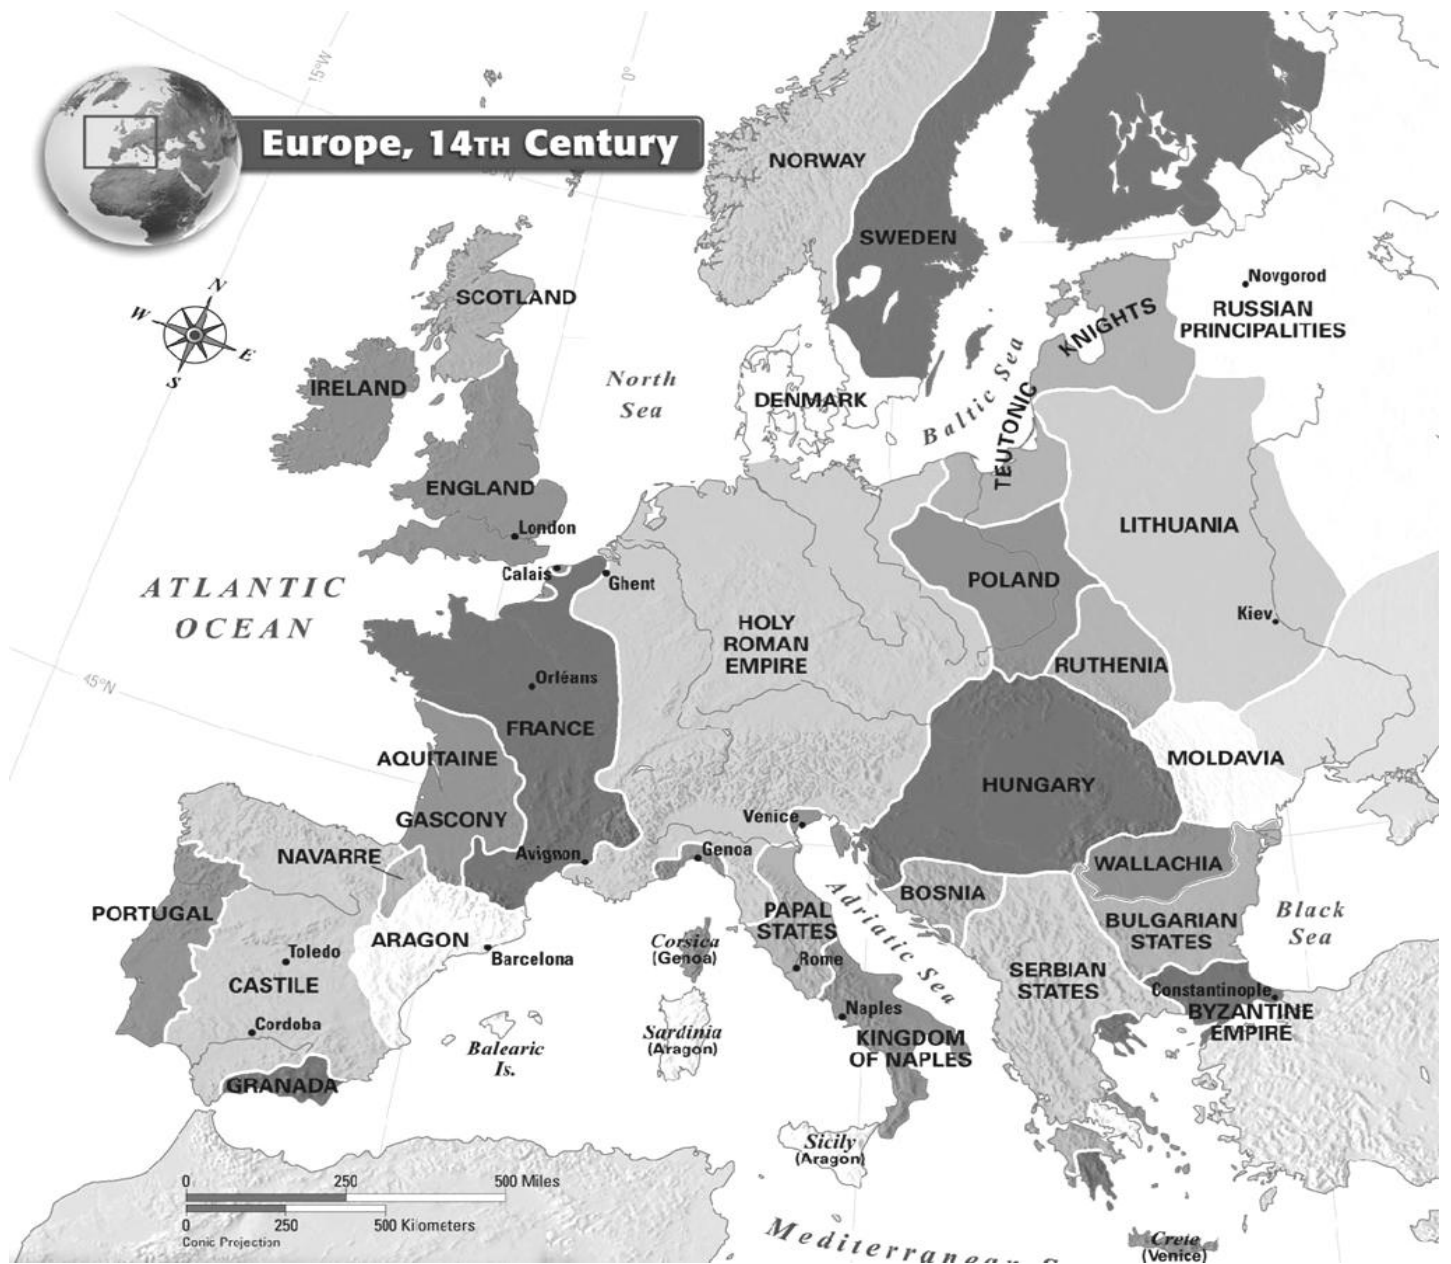 15°W
0°
Europe, 14TH Century
NORWAY
SWEDEN
N
W
E
S
SCOTLAND
Novgorod
RUSSIAN
PRINCIPALITIES
KNIGHTS
TEUTONIC
IRELAND
North
Sea
DENMARK
Baltic Sea
ENGLAND
London
LITHUANIA
Calais
Ghent
POLAND
ATLANTIC
OCEAN
HOLY
ROMAN
EMPIRE
Kiev
RUTHENIA
45°N
Orléans
FRANCE
AQUITAINE
MOLDAVIA
HUNGARY
GASCONY
Venice
NAVARRE
Avignon
Genoa
WALLACHIA
BOSNIA
PORTUGAL
PAPAL
STATES
Adriatic Sea
BULGARIAN
STATES
Black
Sea
ARAGON
Toledo
Barcelona
Corsica
(Genoa)
Rome
SERBIAN
STATES
CASTILE
Constantinople
BYZANTINE
EMPIRE
Cordoba
Naples
KINGDOM
OF NAPLES
Balearic
Is.
Sardinia
(Aragon)
GRANADA
Sicily
(Aragon)
0 250 500 Miles
0 250 500 Kilometers
Conic Projection
Mediterranean S
Crete
(Venice)